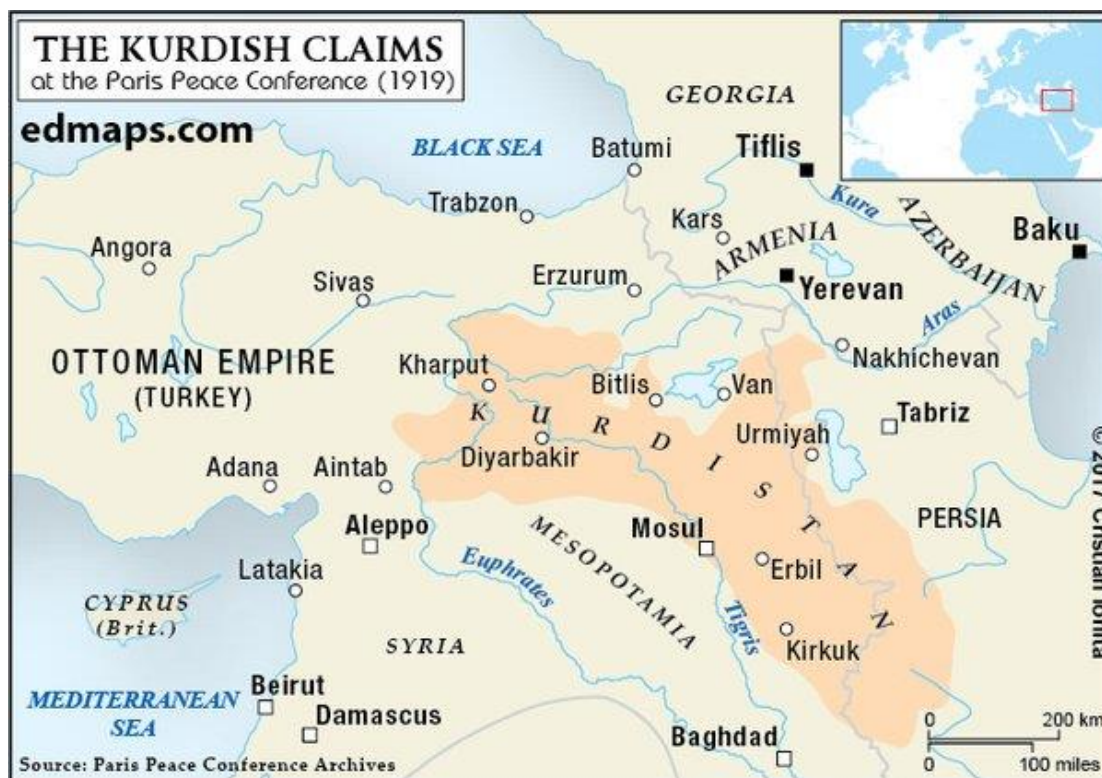 THE KURDISH CLAIMS
at the Paris Peace Conference (1919)
edmaps.com
BLACK SEA
GEORGIA
Batumi
Tiflis
Trabzon
Kars
Kura
AZERBAIJAN
Baku
Angora
Sivas
Erzurum
ARMENIA
Yerevan
Aras
Nakhichevan
OTTOMAN EMPIRE
(TURKEY)
Kharput
Bitlis
Van
Tabriz
KURDISTAN
Urmiyah
Diyarbakir
Adana
Aintab
Aleppo
MESOPOTAMIA
Mosul
PERSIA
Erbil
Latakia
Euphrates
Tigris
CYPRUS
(Brit.)
SYRIA
Kirkuk
MEDITERRANEAN
SEA
Beirut
Damascus
Baghdad
0 200 km
0 100 miles
Source: Paris Peace Conference Archives
© 2017 Cristian Ionita